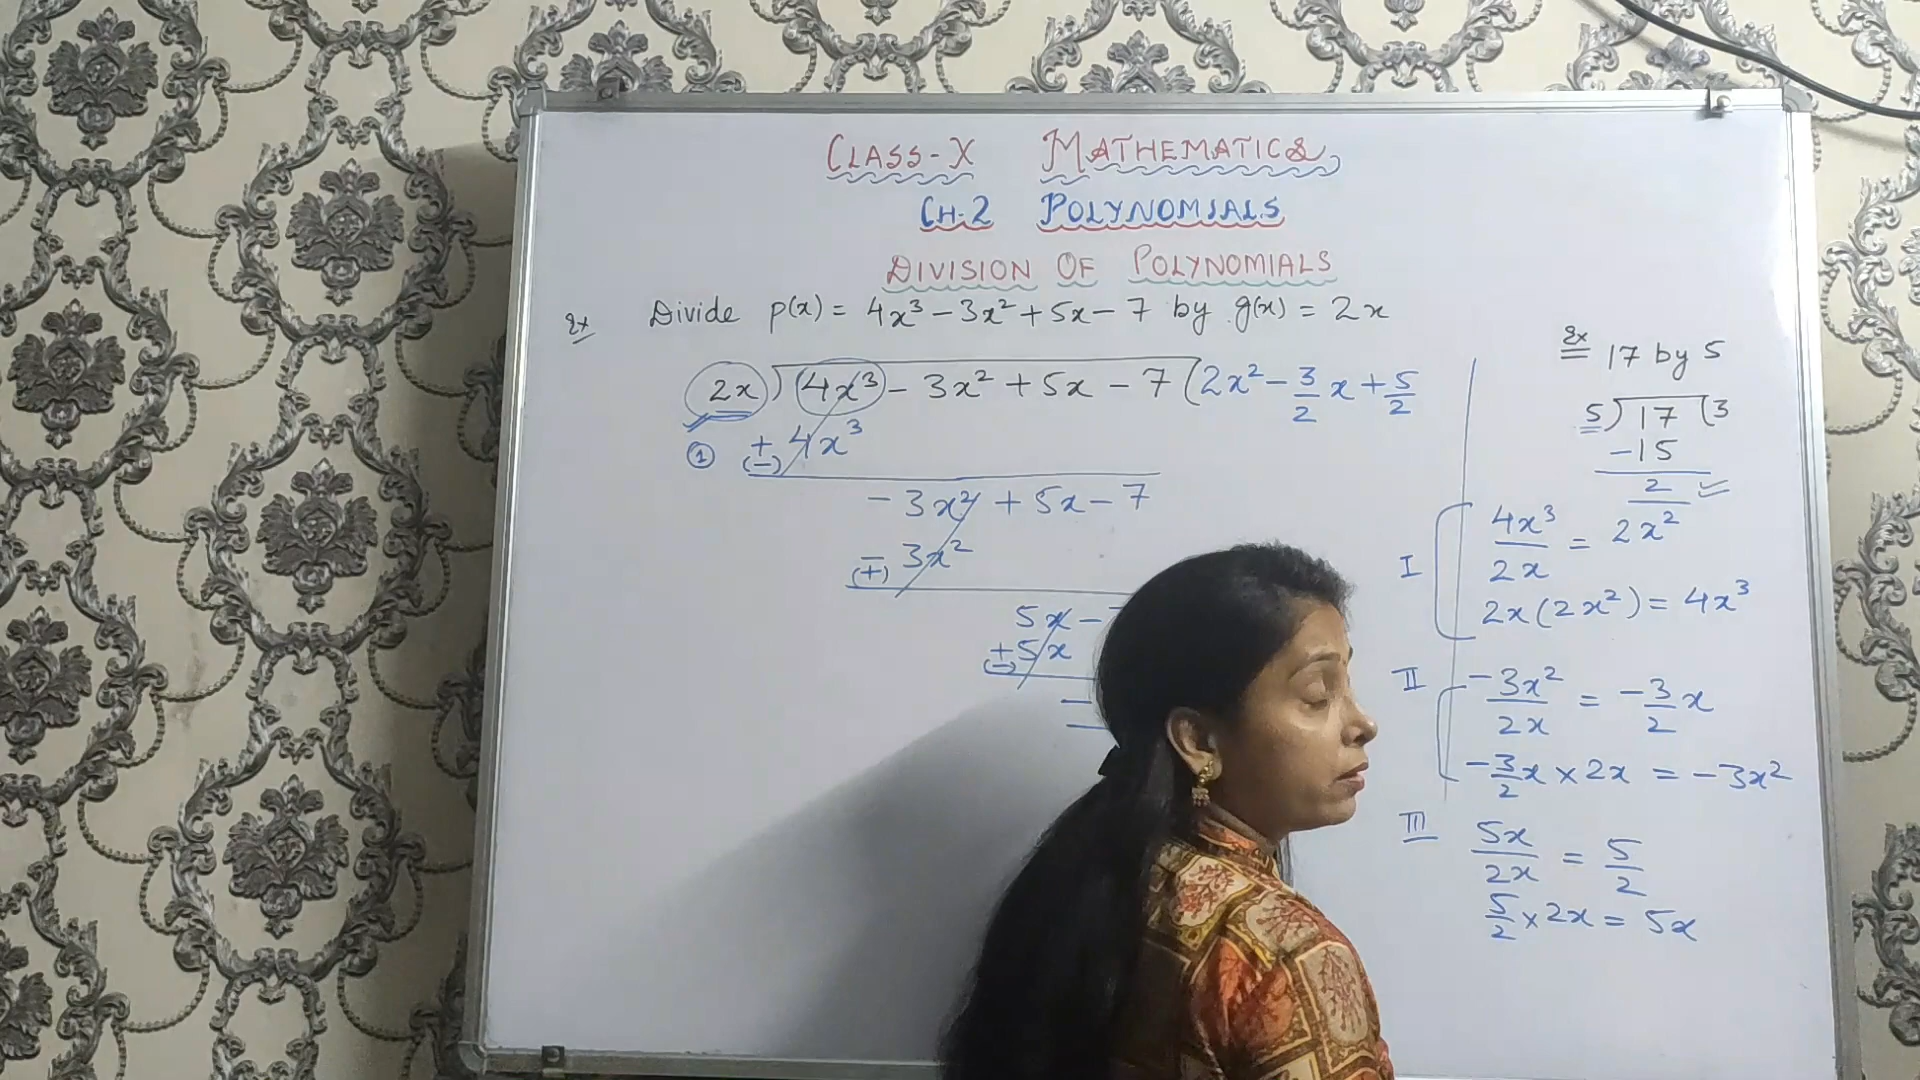 CLASS-X MATHEMATICS
CH-2 POLYNOMIALS
DIVISION OF POLYNOMIALS
Ex Divide p(x) = 4x³ - 3x² + 5x - 7 by g(x) = 2x
2x ) 4x³ - 3x² + 5x - 7 ( 2x² - 3/2 x + 5/2
① + 4x³
(-)
- 3x² + 5x - 7
- 3x²
(+)
5x -
+ 5x
(-)
-
Ex 17 by 5
5 ) 17 ( 3
-15
2
I 4x³/2x = 2x²
2x(2x²) = 4x³
II -3x²/2x = -3/2 x
-3/2 x × 2x = -3x²
III 5x/2x = 5/2
5/2 × 2x = 5x